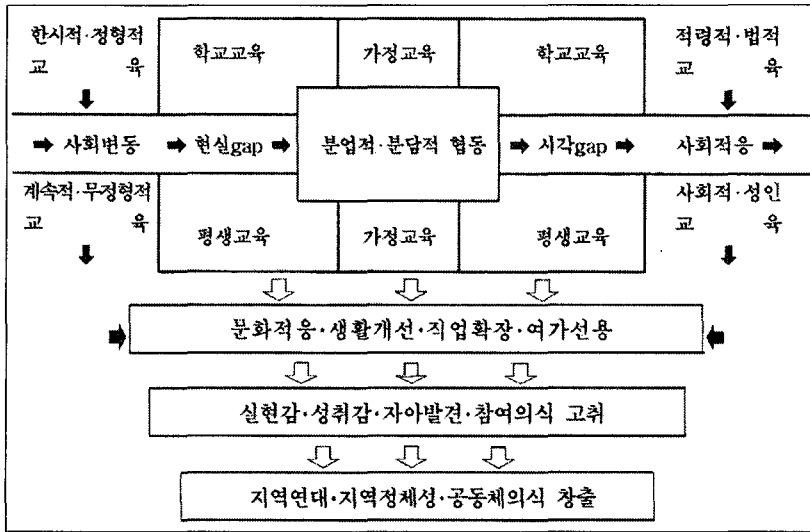 한시적·정형적 학교교육 가정교육 학교교육 적령적·법적
교 육 교 육
➡ 사회변동 ➡ 현실gap ➡ 분업적·분담적 협동 ➡ 시각gap ➡ 사회적응 ➡
계속적·무정형적 사회적·성인
교 육 평생교육 가정교육 평생교육 교 육
문화적응·생활개선·직업확장·여가선용
실현감·성취감·자아발견·참여의식 고취
지역연대·지역정체성·공동체의식 창출